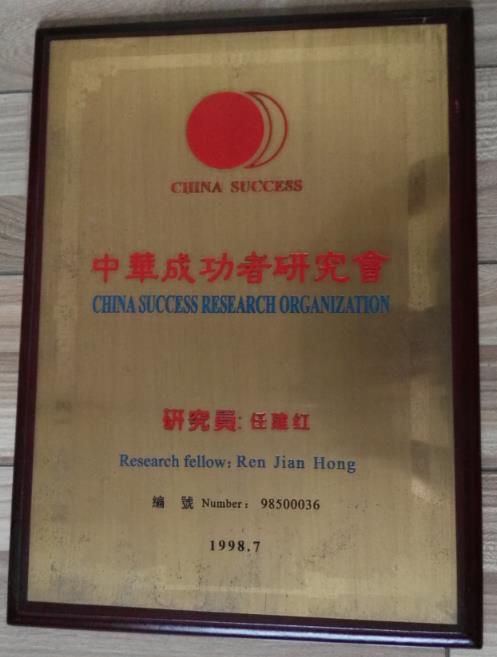 CHINA SUCCESS
中華成功者研究會
CHINA SUCCESS RESEARCH ORGANIZATION
研究員: 任建红
Research fellow: Ren Jian Hong
编 號 Number: 98500036
1998.7